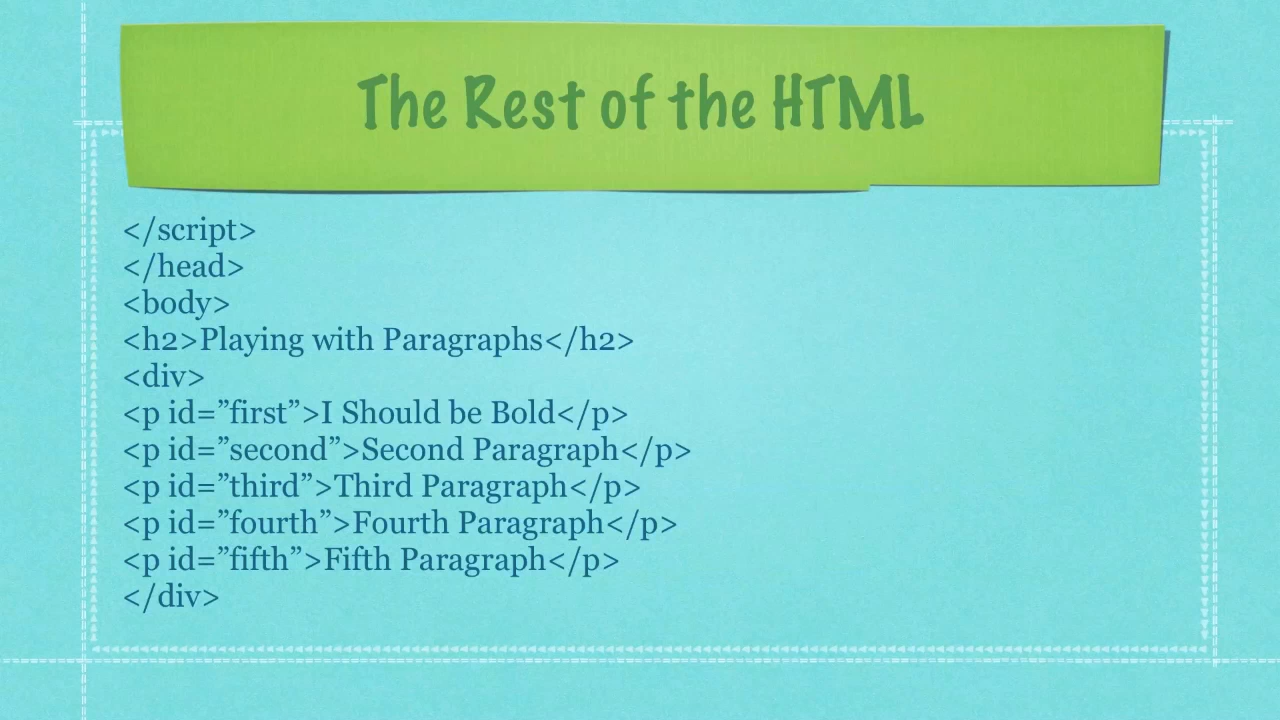 The Rest of the HTML
</script>
</head>
<body>
<h2>Playing with Paragraphs</h2>
<div>
<p id=”first”>I Should be Bold</p>
<p id=”second”>Second Paragraph</p>
<p id=”third”>Third Paragraph</p>
<p id=”fourth”>Fourth Paragraph</p>
<p id=”fifth”>Fifth Paragraph</p>
</div>